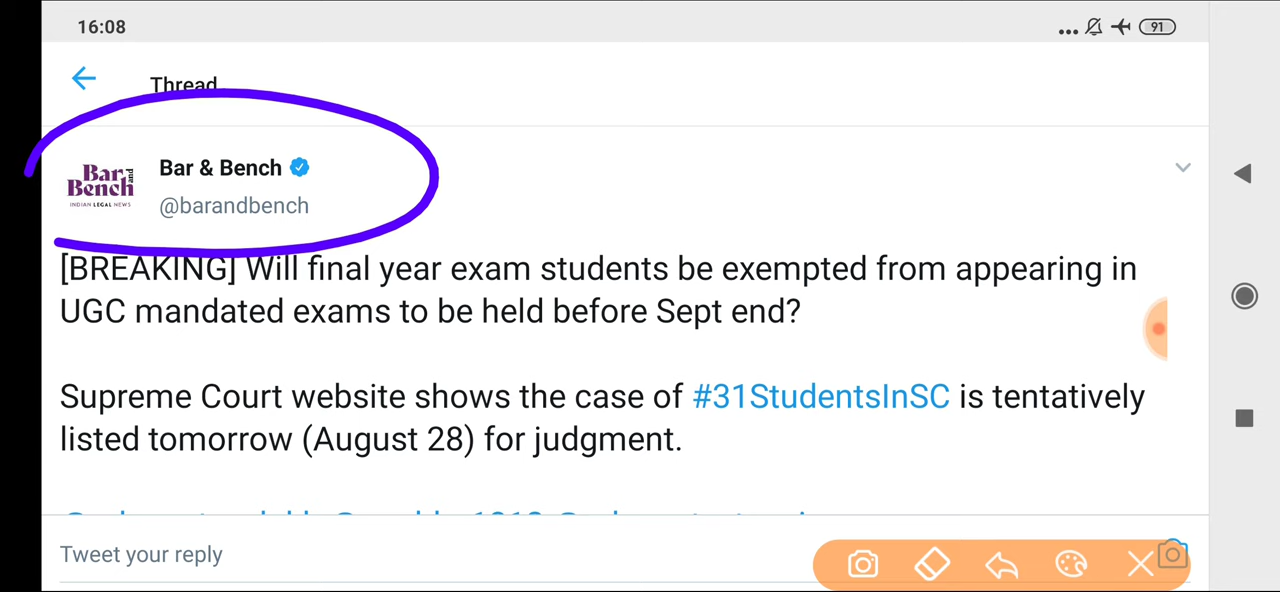 16:08
91
Thread
Bar and
Bench
INDIAN LEGAL NEWS
Bar & Bench
@barandbench
[BREAKING] Will final year exam students be exempted from appearing in
UGC mandated exams to be held before Sept end?
Supreme Court website shows the case of #31StudentsInSC is tentatively
listed tomorrow (August 28) for judgment.
Tweet your reply